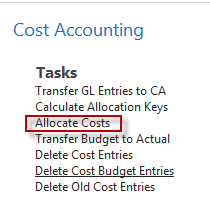 Cost Accounting
Tasks
Transfer GL Entries to CA
Calculate Allocation Keys
Allocate Costs
Transfer Budget to Actual
Delete Cost Entries
Delete Cost Budget Entries
Delete Old Cost Entries